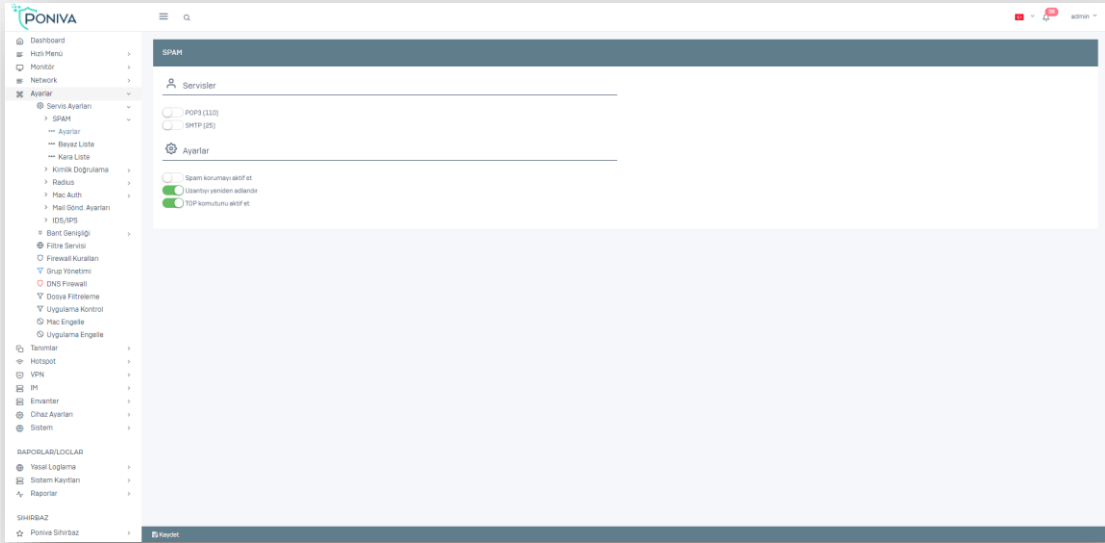 PONIVA
38
admin
Dashboard
Hızlı Menü
Monitör
Network
Ayarlar
Servis Ayarları
SPAM
Ayarlar
Beyaz Liste
Kara Liste
Kimlik Doğrulama
Radius
Mac Auth
Mail Gönd. Ayarları
IDS/IPS
Bant Genişliği
Filtre Servisi
Firewall Kuralları
Grup Yönetimi
DNS Firewall
Dosya Filtreleme
Uygulama Kontrol
Mac Engelle
Uygulama Engelle
Tanımlar
Hotspot
VPN
IM
Envanter
Cihaz Ayarları
Sistem
RAPORLAR/LOGLAR
Yasal Loglama
Sistem Kayıtları
Raporlar
SIHIRBAZ
Poniva Sihirbaz
SPAM
Servisler
POP3 (110)
SMTP (25)
Ayarlar
Spam korumayı aktif et
Uzantıyı yeniden adlandır
TOP komutunu aktif et
Kaydet